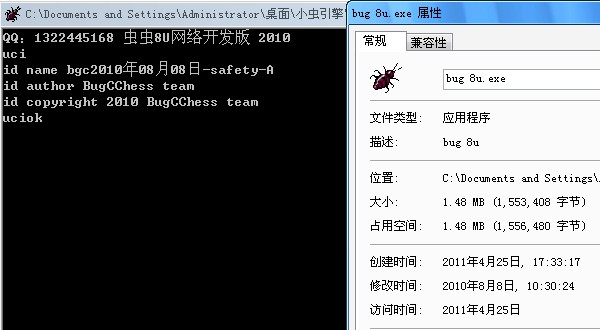 C:\Documents and Settings\Administrator\桌面\小虫引擎\
QQ：1322445168 虫虫8U网络开发版 2010
uci
id name bgc2010年08月08日-safety-A
id author BugCChess team
id copyright 2010 BugCChess team
uciok
bug 8u.exe 属性
常规 兼容性
bug 8u.exe
文件类型: 应用程序
描述: bug 8u
位置: C:\Documents and Settings\
大小: 1.48 MB (1,553,408 字节)
占用空间: 1.48 MB (1,556,480 字节)
创建时间: 2011年4月25日, 17:33:17
修改时间: 2010年8月8日, 10:30:24
访问时间: 2011年4月25日